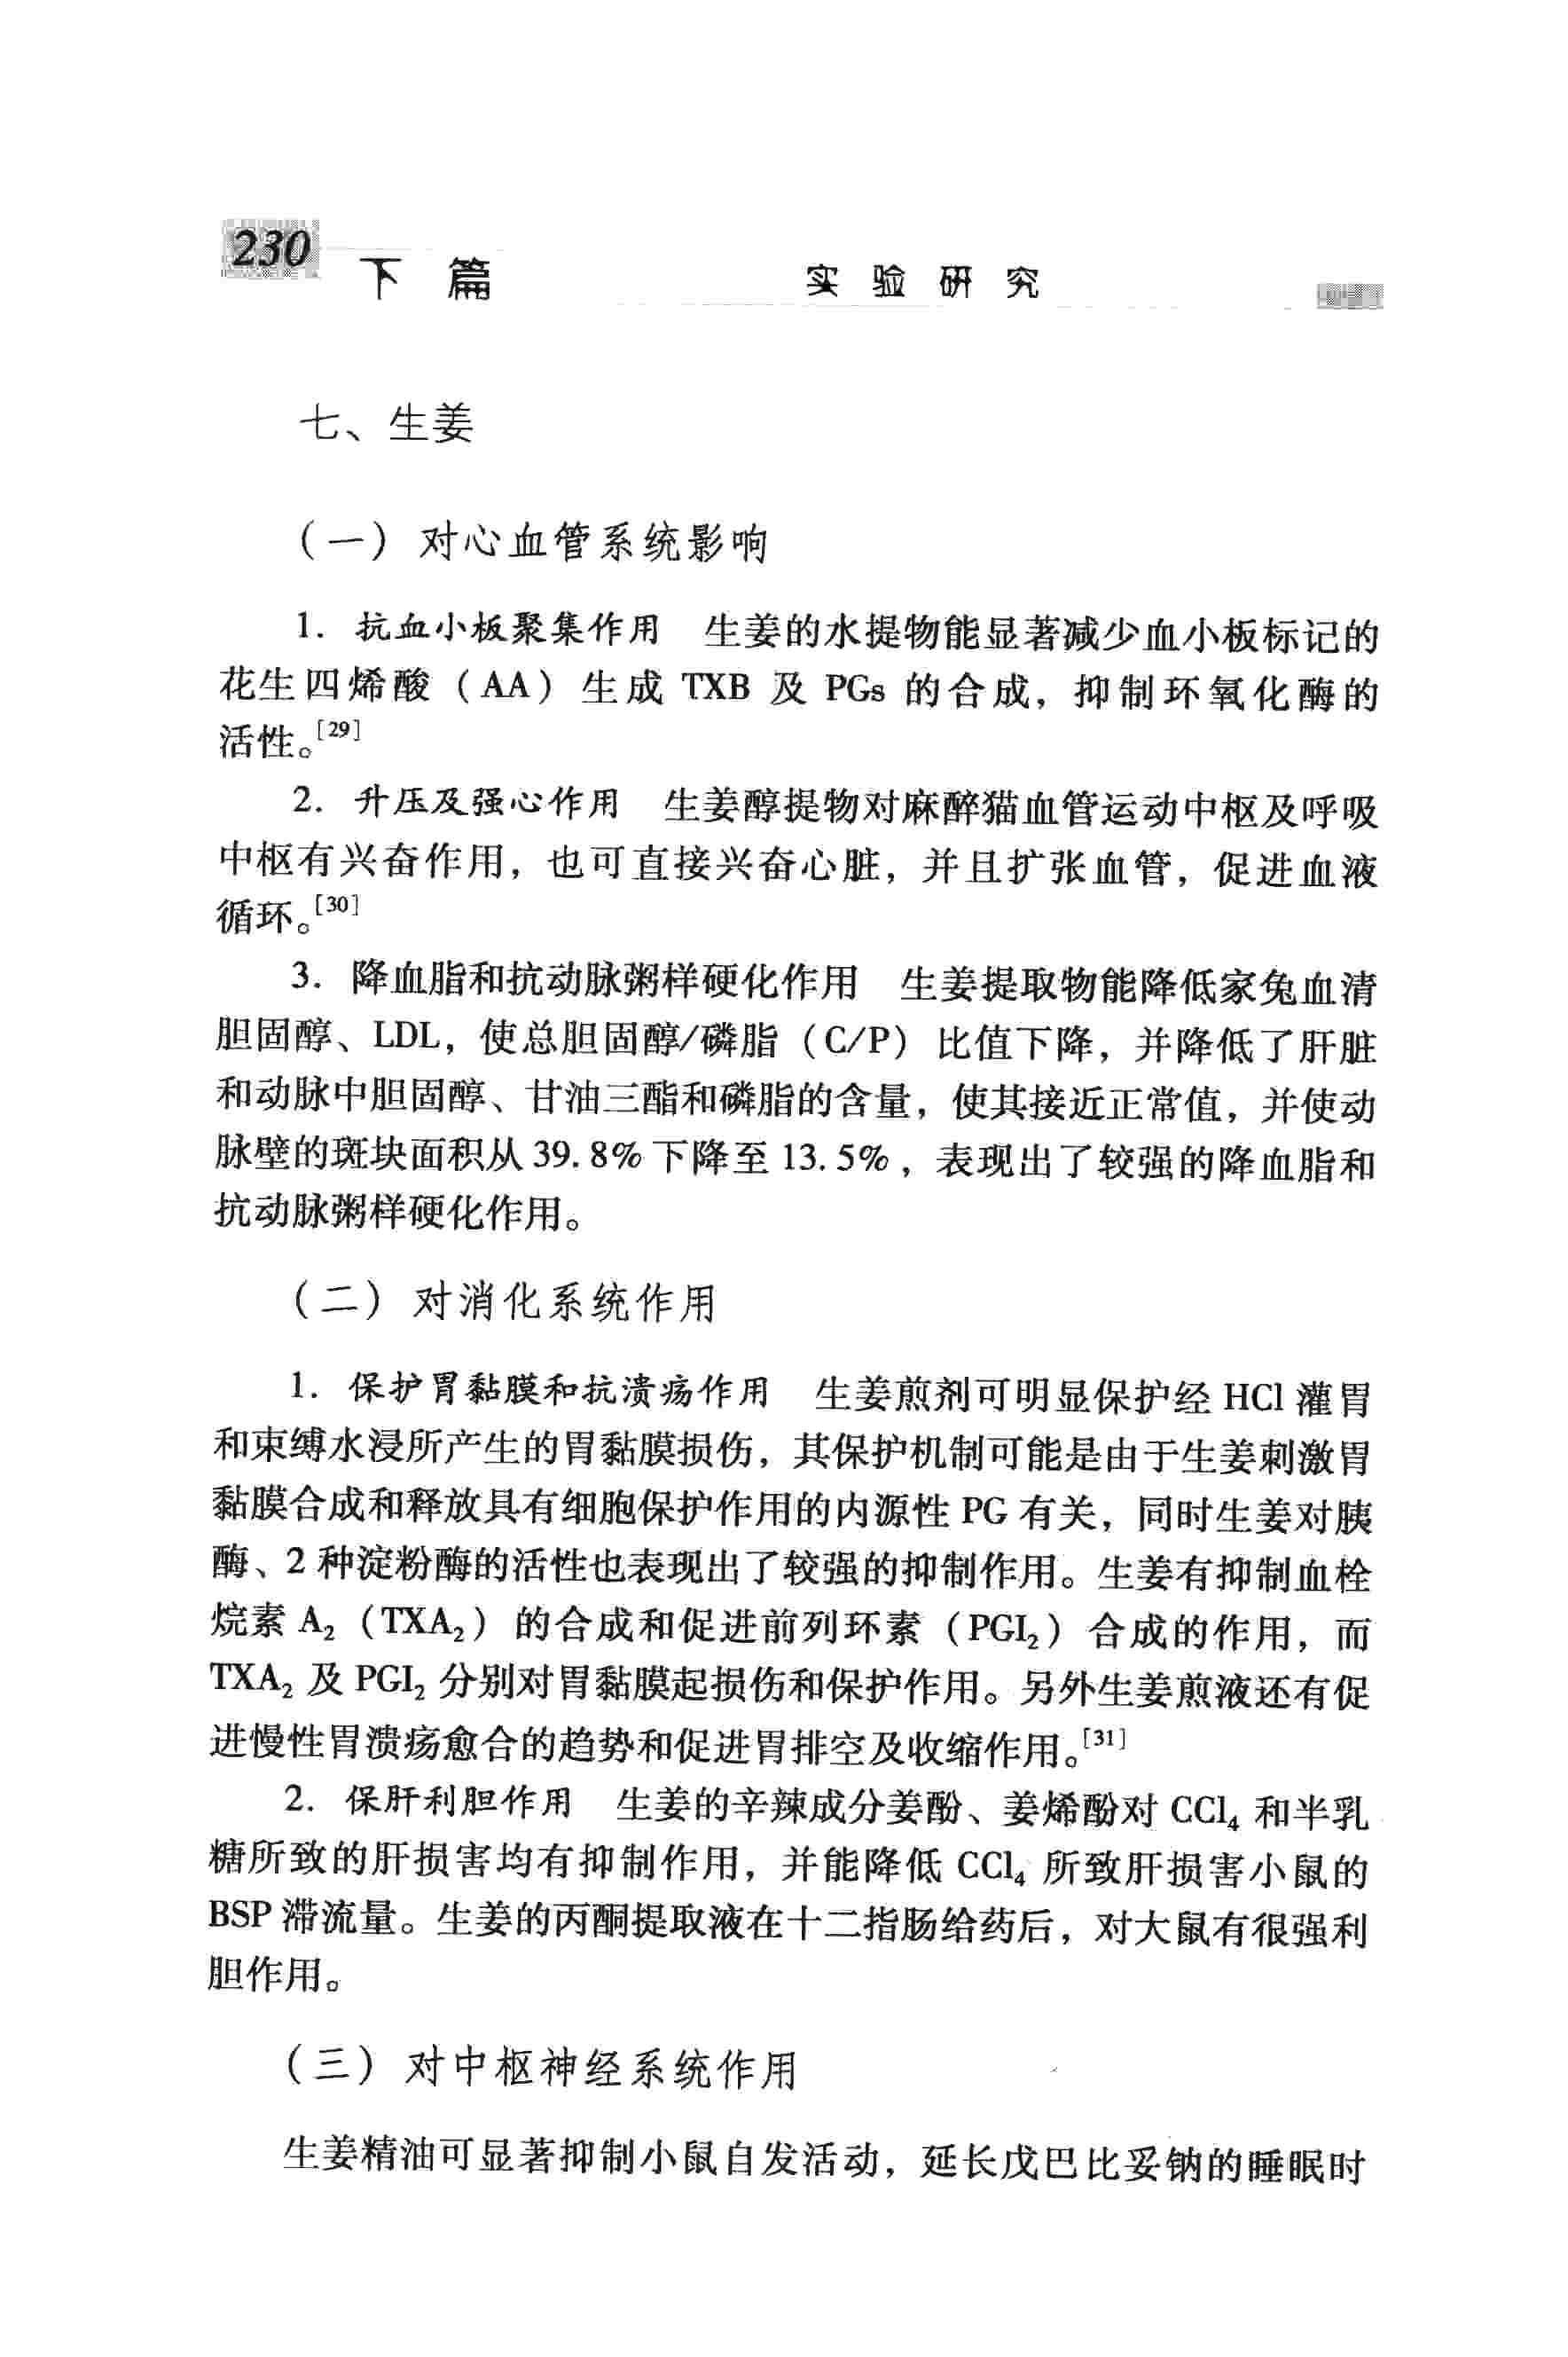 230
下 篇 实 验 研 究
七、生姜
（一）对心血管系统影响
1. 抗血小板聚集作用 生姜的水提物能显著减少血小板标记的
花生四烯酸（AA）生成 TXB 及 PGs 的合成，抑制环氧化酶的
活性。[29]
2. 升压及强心作用 生姜醇提物对麻醉猫血管运动中枢及呼吸
中枢有兴奋作用，也可直接兴奋心脏，并且扩张血管，促进血液
循环。[30]
3. 降血脂和抗动脉粥样硬化作用 生姜提取物能降低家兔血清
胆固醇、LDL，使总胆固醇/磷脂（C/P）比值下降，并降低了肝脏
和动脉中胆固醇、甘油三酯和磷脂的含量，使其接近正常值，并使动
脉壁的斑块面积从 39.8% 下降至 13.5%，表现出了较强的降血脂和
抗动脉粥样硬化作用。
（二）对消化系统作用
1. 保护胃黏膜和抗溃疡作用 生姜煎剂可明显保护经 HCl 灌胃
和束缚水浸所产生的胃黏膜损伤，其保护机制可能是由于生姜刺激胃
黏膜合成和释放具有细胞保护作用的内源性 PG 有关，同时生姜对胰
酶、2 种淀粉酶的活性也表现出了较强的抑制作用。生姜有抑制血栓
烷素 A₂（TXA₂）的合成和促进前列环素（PGI₂）合成的作用，而
TXA₂ 及 PGI₂ 分别对胃黏膜起损伤和保护作用。另外生姜煎液还有促
进慢性胃溃疡愈合的趋势和促进胃排空及收缩作用。[31]
2. 保肝利胆作用 生姜的辛辣成分姜酚、姜烯酚对 CCl₄ 和半乳
糖所致的肝损害均有抑制作用，并能降低 CCl₄ 所致肝损害小鼠的
BSP 滞流量。生姜的丙酮提取液在十二指肠给药后，对大鼠有很强利
胆作用。
（三）对中枢神经系统作用
生姜精油可显著抑制小鼠自发活动，延长戊巴比妥钠的睡眠时